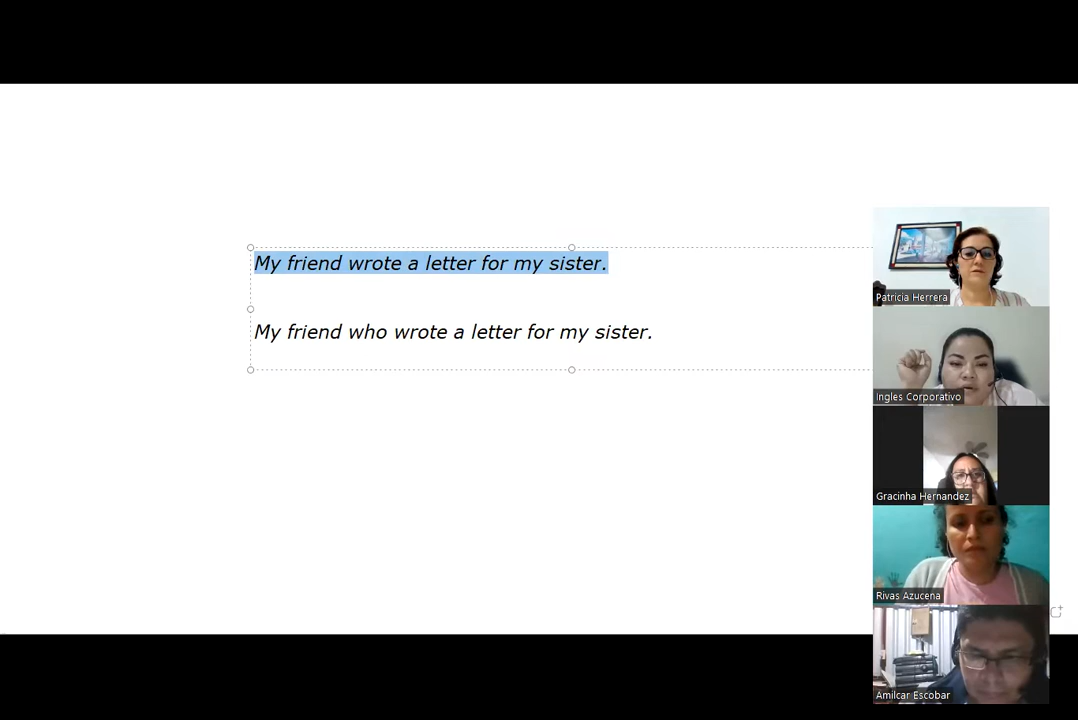 My friend wrote a letter for my sister.
My friend who wrote a letter for my sister.
Patricia Herrera
Ingles Corporativo
Gracinha Hernandez
Rivas Azucena
Amilcar Escobar